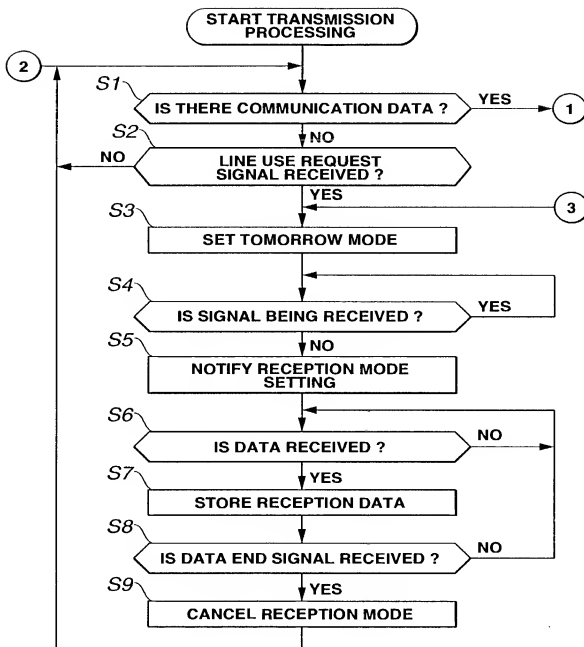 START TRANSMISSION
PROCESSING
2
S1
IS THERE COMMUNICATION DATA ?
YES
1
NO
S2
NO
LINE USE REQUEST
SIGNAL RECEIVED ?
YES
3
S3
SET TOMORROW MODE
S4
IS SIGNAL BEING RECEIVED ?
YES
NO
S5
NOTIFY RECEPTION MODE
SETTING
S6
IS DATA RECEIVED ?
NO
YES
S7
STORE RECEPTION DATA
S8
IS DATA END SIGNAL RECEIVED ?
NO
YES
S9
CANCEL RECEPTION MODE